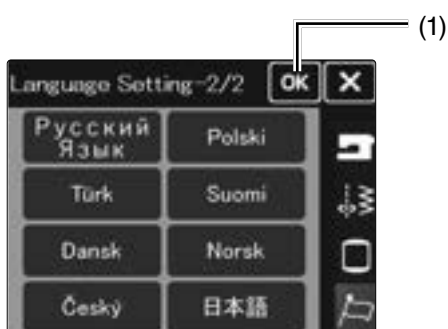 (1)
Language Setting-2/2 OK X
Русский
Язык
Polski
Türk
Suomi
Dansk
Norsk
Český
日本語